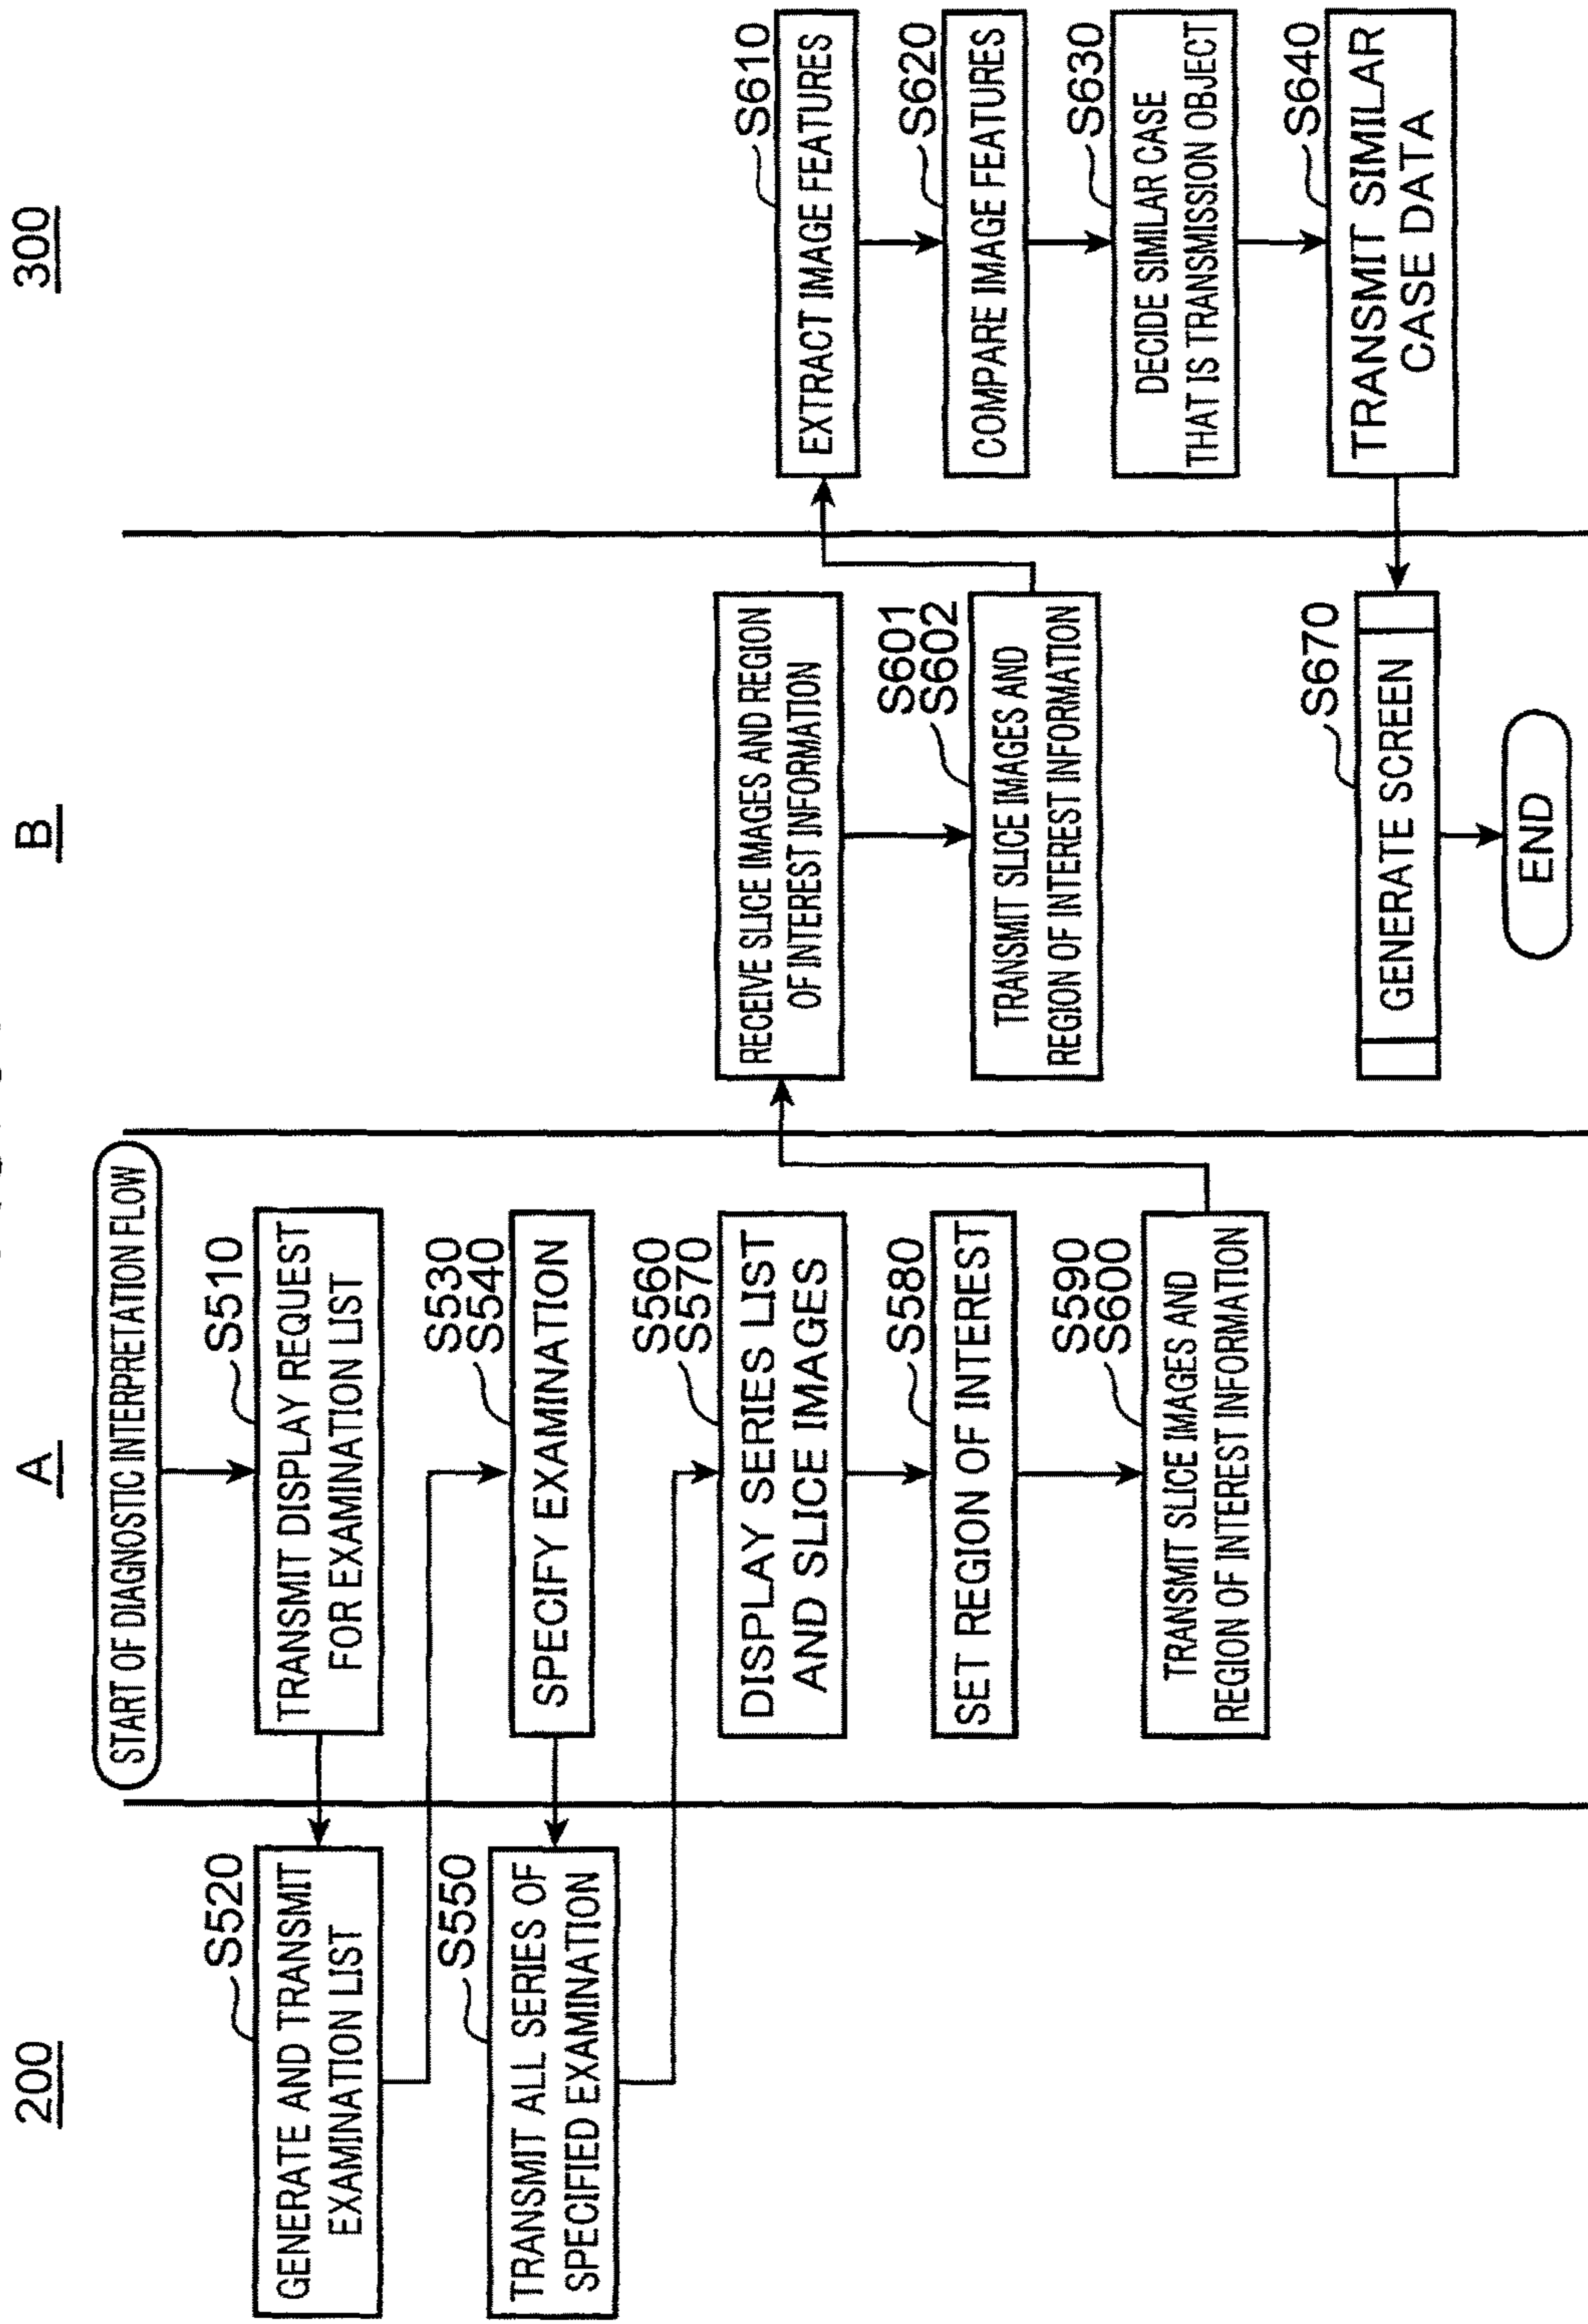 200
A
B
300
START OF DIAGNOSTIC INTERPRETATION FLOW
S510
TRANSMIT DISPLAY REQUEST
FOR EXAMINATION LIST
S520
GENERATE AND TRANSMIT
EXAMINATION LIST
S530
S540
SPECIFY EXAMINATION
S550
TRANSMIT ALL SERIES OF
SPECIFIED EXAMINATION
S560
S570
DISPLAY SERIES LIST
AND SLICE IMAGES
S580
SET REGION OF INTEREST
S590
S600
TRANSMIT SLICE IMAGES AND
REGION OF INTEREST INFORMATION
RECEIVE SLICE IMAGES AND REGION
OF INTEREST INFORMATION
S601
S602
TRANSMIT SLICE IMAGES AND
REGION OF INTEREST INFORMATION
S610
EXTRACT IMAGE FEATURES
S620
COMPARE IMAGE FEATURES
S630
DECIDE SIMILAR CASE
THAT IS TRANSMISSION OBJECT
S640
TRANSMIT SIMILAR
CASE DATA
S670
GENERATE SCREEN
END